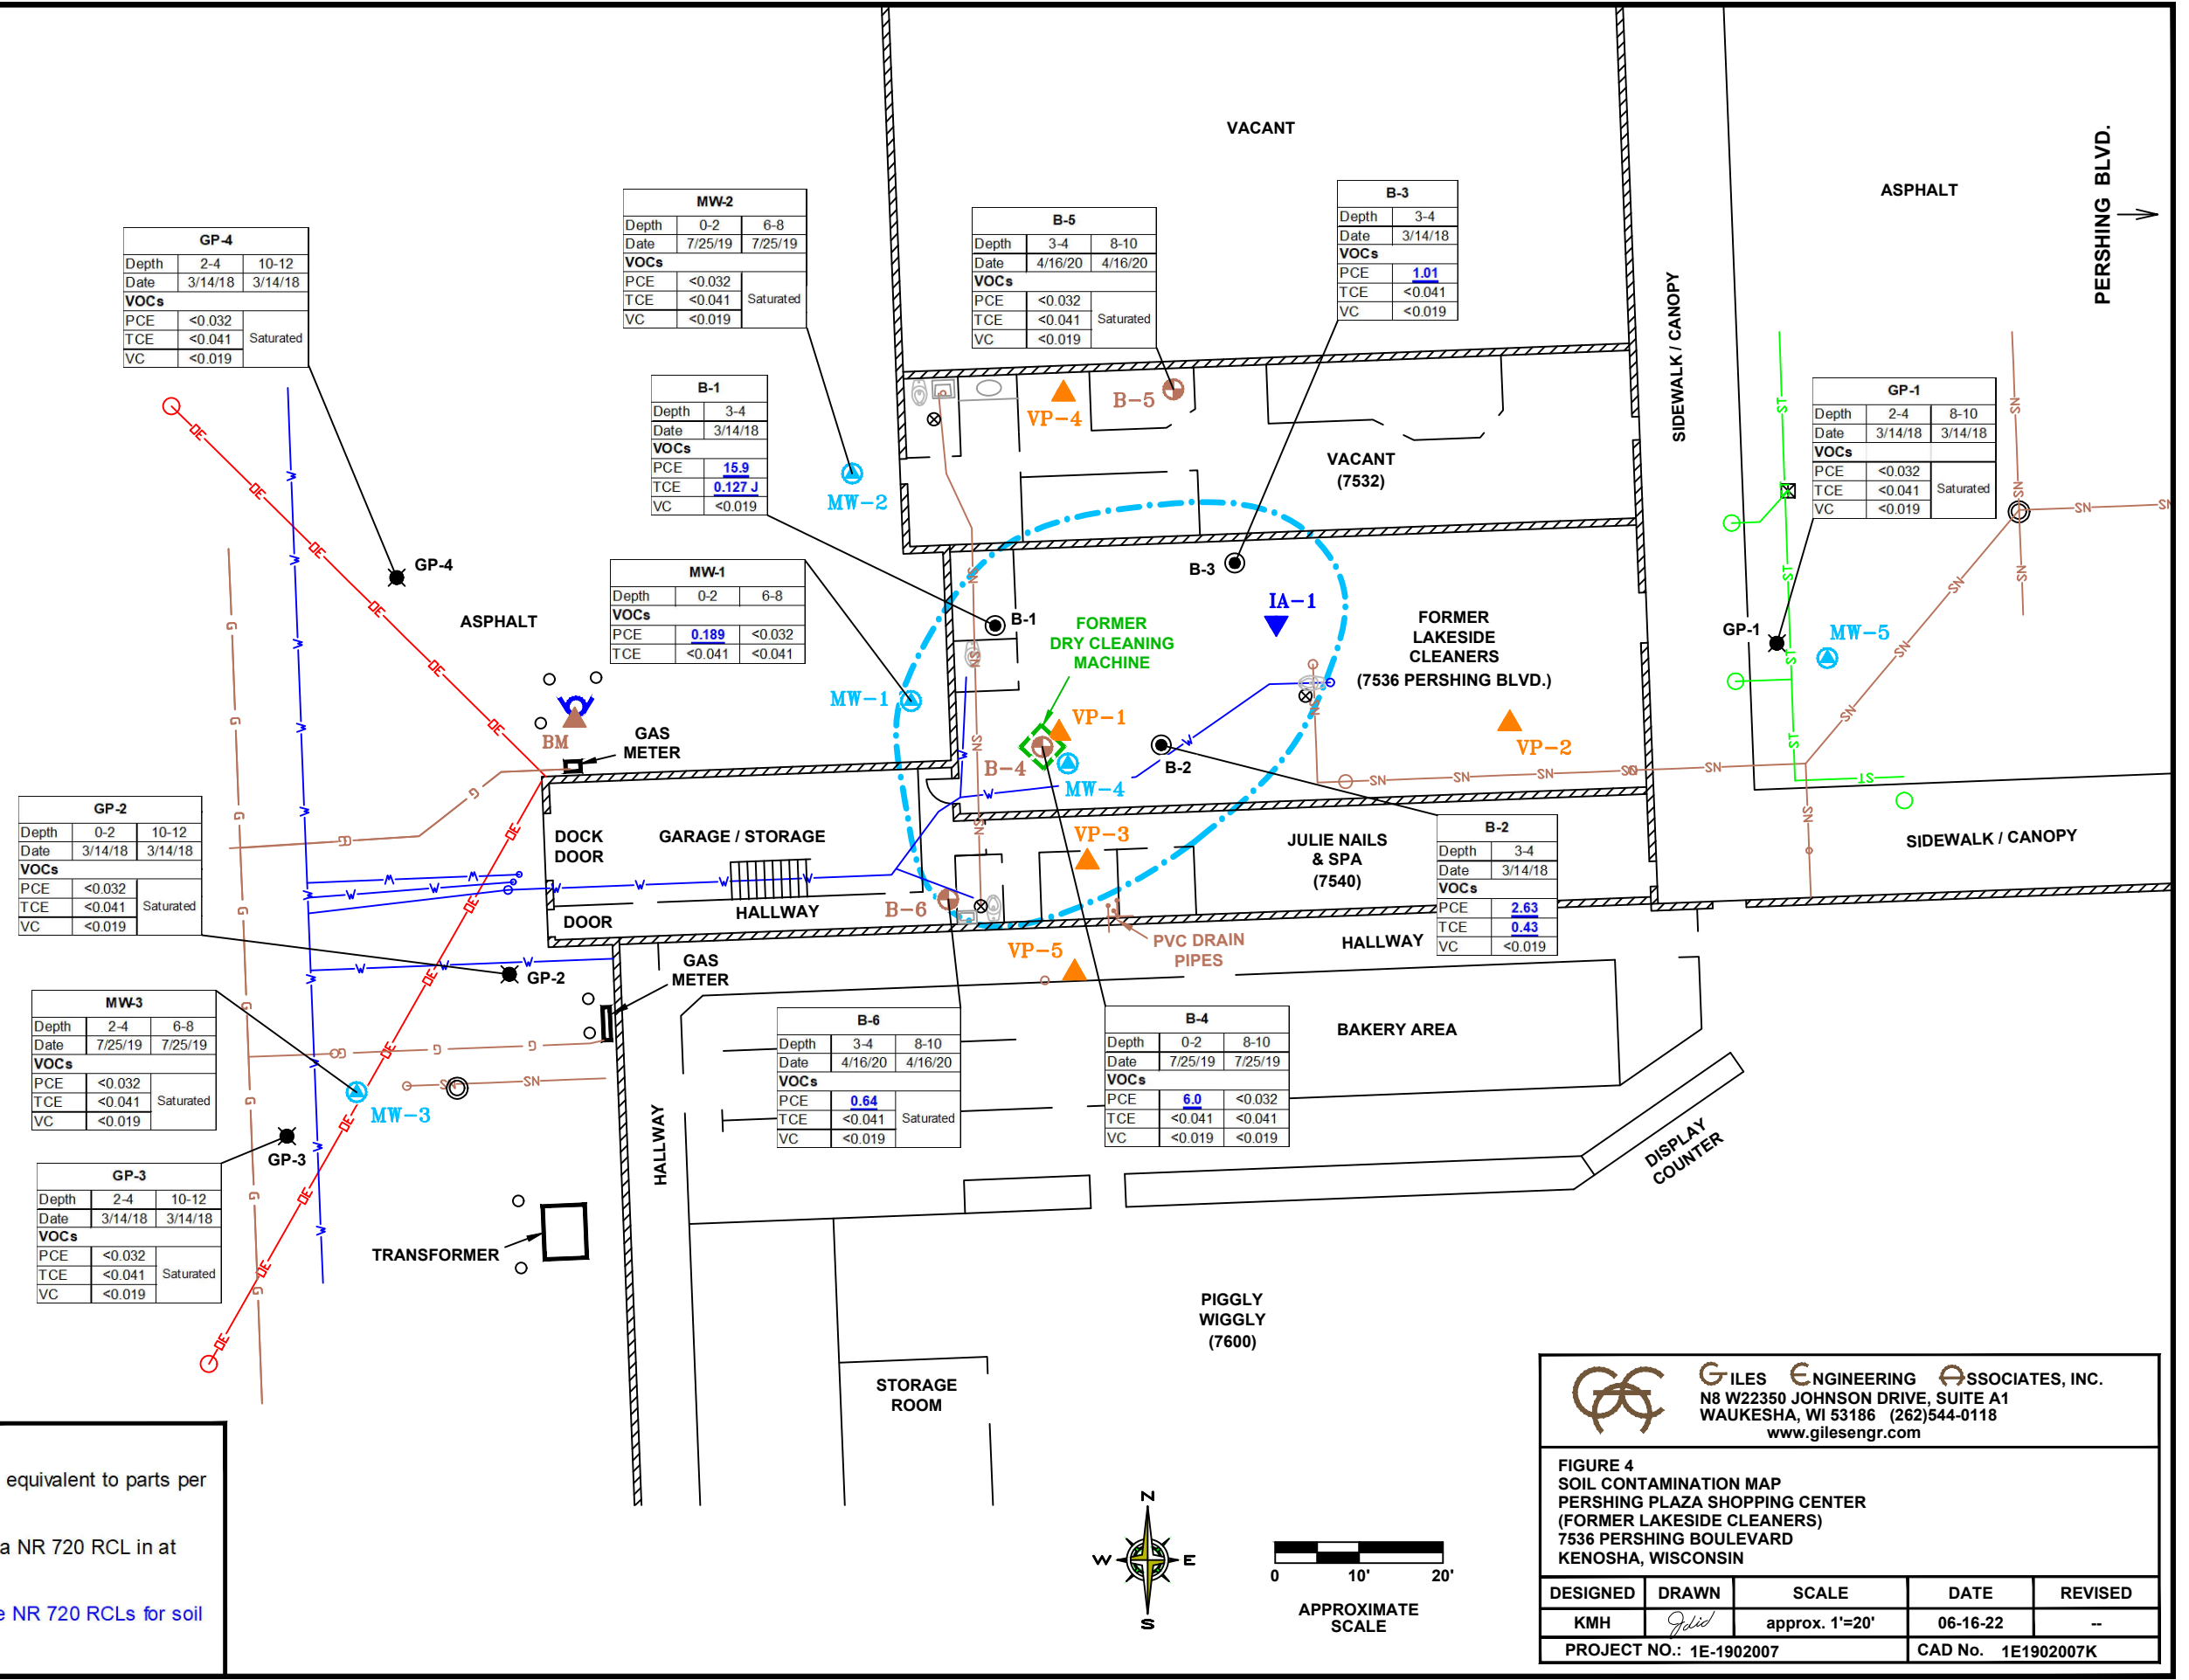 VACANT
ASPHALT
PERSHING BLVD.
SIDEWALK / CANOPY
GP-4
Depth 2-4 10-12
Date 3/14/18 3/14/18
VOCs
PCE <0.032
TCE <0.041 Saturated
VC <0.019
MW-2
Depth 0-2 6-8
Date 7/25/19 7/25/19
VOCs
PCE <0.032
TCE <0.041 Saturated
VC <0.019
B-5
Depth 3-4 8-10
Date 4/16/20 4/16/20
VOCs
PCE <0.032
TCE <0.041 Saturated
VC <0.019
B-3
Depth 3-4
Date 3/14/18
VOCs
PCE 1.01
TCE <0.041
VC <0.019
B-1
Depth 3-4
Date 3/14/18
VOCs
PCE 15.9
TCE 0.127 J
VC <0.019
GP-1
Depth 2-4 8-10
Date 3/14/18 3/14/18
VOCs
PCE <0.032
TCE <0.041 Saturated
VC <0.019
MW-1
Depth 0-2 6-8
VOCs
PCE 0.189 <0.032
TCE <0.041 <0.041
VP-4
B-5
VACANT
(7532)
MW-2
GP-4
ASPHALT
B-3
B-1
IA-1
FORMER
DRY CLEANING
MACHINE
FORMER
LAKESIDE
CLEANERS
(7536 PERSHING BLVD.)
GP-1
MW-5
MW-1
VP-1
VP-2
BM
GAS
METER
B-4
MW-4
B-2
GP-2
Depth 0-2 10-12
Date 3/14/18 3/14/18
VOCs
PCE <0.032
TCE <0.041 Saturated
VC <0.019
DOCK
DOOR
GARAGE / STORAGE
VP-3
JULIE NAILS
& SPA
(7540)
B-2
Depth 3-4
Date 3/14/18
VOCs
PCE 2.63
TCE 0.43
VC <0.019
SIDEWALK / CANOPY
DOOR
HALLWAY
B-6
VP-5
PVC DRAIN
PIPES
HALLWAY
GP-2
GAS
METER
MW-3
Depth 2-4 6-8
Date 7/25/19 7/25/19
VOCs
PCE <0.032
TCE <0.041 Saturated
VC <0.019
B-6
Depth 3-4 8-10
Date 4/16/20 4/16/20
VOCs
PCE 0.64
TCE <0.041 Saturated
VC <0.019
B-4
Depth 0-2 8-10
Date 7/25/19 7/25/19
VOCs
PCE 6.0 <0.032
TCE <0.041 <0.041
VC <0.019 <0.019
BAKERY AREA
MW-3
GP-3
HALLWAY
DISPLAY
COUNTER
GP-3
Depth 2-4 10-12
Date 3/14/18 3/14/18
VOCs
PCE <0.032
TCE <0.041 Saturated
VC <0.019
TRANSFORMER
PIGGLY
WIGGLY
(7600)
STORAGE
ROOM
equivalent to parts per
a NR 720 RCL in at
e NR 720 RCLs for soil
N
W E
S
0 10' 20'
APPROXIMATE
SCALE
GILES ENGINEERING ASSOCIATES, INC.
N8 W22350 JOHNSON DRIVE, SUITE A1
WAUKESHA, WI 53186 (262)544-0118
www.gilesengr.com
FIGURE 4
SOIL CONTAMINATION MAP
PERSHING PLAZA SHOPPING CENTER
(FORMER LAKESIDE CLEANERS)
7536 PERSHING BOULEVARD
KENOSHA, WISCONSIN
DESIGNED DRAWN SCALE DATE REVISED
KMH approx. 1'=20' 06-16-22 --
PROJECT NO.: 1E-1902007 CAD No. 1E1902007K